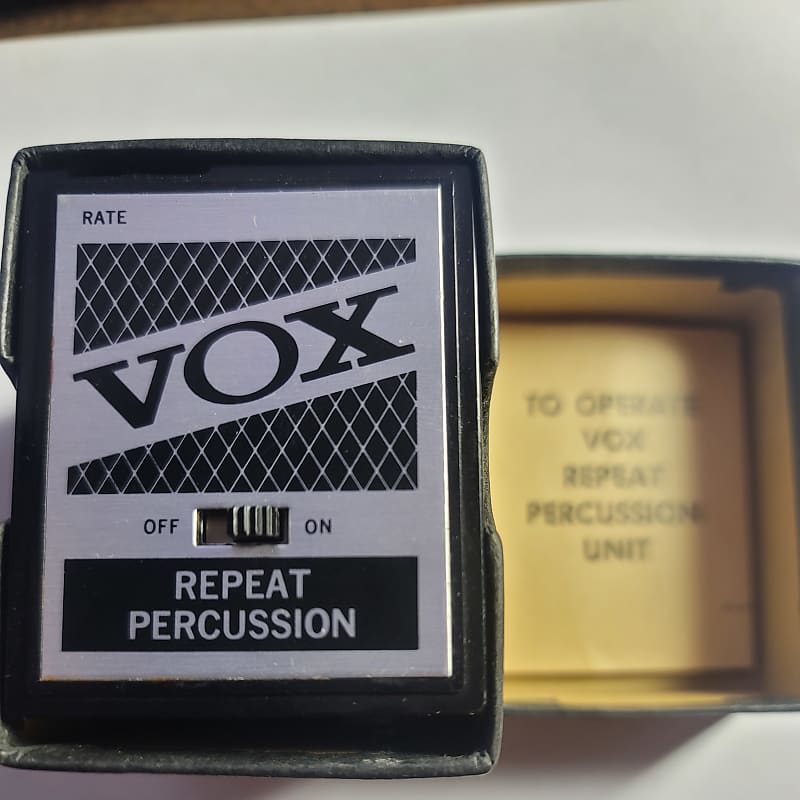 RATE
VOX
OFF ON
REPEAT
PERCUSSION
TO OPERATE
VOX
REPEAT
PERCUSSION
UNIT